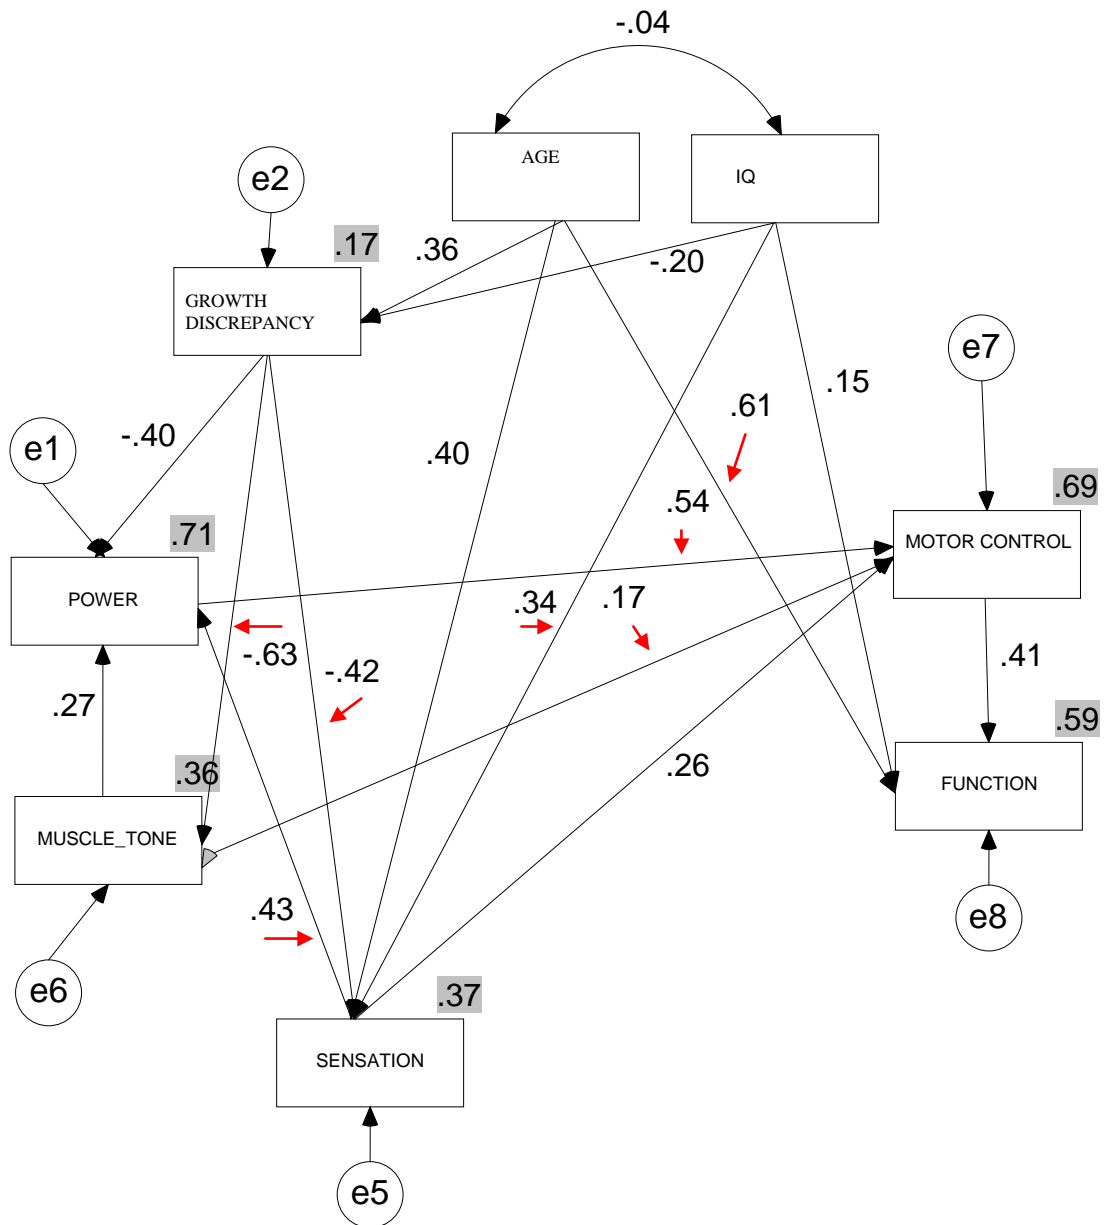 -.04
AGE
IQ
e2
.17
.36
-.20
GROWTH
DISCREPANCY
e7
.15
.61
-.40
e1
.40
.69
.54
.71
MOTOR CONTROL
POWER
.34
.17
-.63
-.42
.41
.27
.59
.36
.26
FUNCTION
MUSCLE_TONE
.43
e8
e6
.37
SENSATION
e5